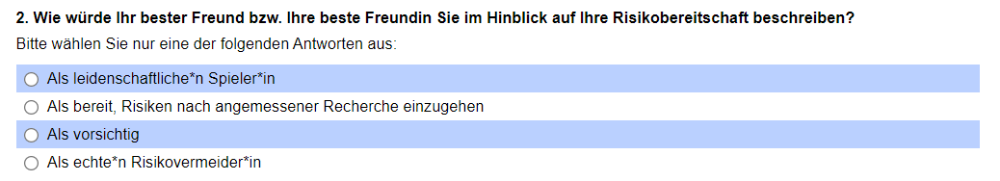 2. Wie würde Ihr bester Freund bzw. Ihre beste Freundin Sie im Hinblick auf Ihre Risikobereitschaft beschreiben?
Bitte wählen Sie nur eine der folgenden Antworten aus:
Als leidenschaftliche*n Spieler*in
Als bereit, Risiken nach angemessener Recherche einzugehen
Als vorsichtig
Als echte*n Risikovermeider*in